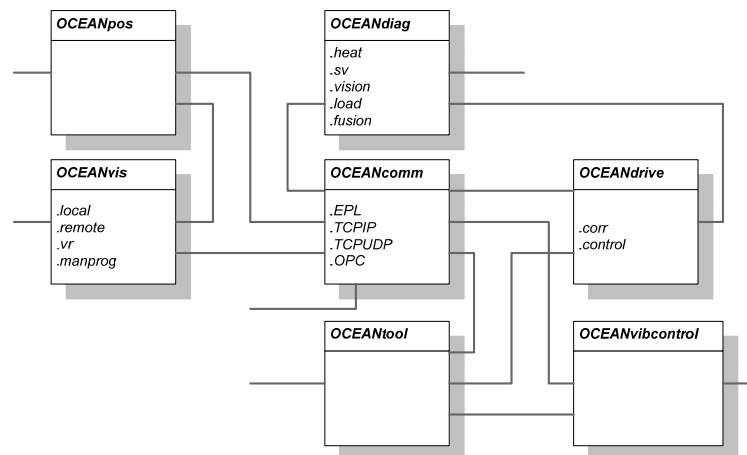 OCEANpos
OCEANdiag
.heat
.sv
.vision
.load
.fusion
OCEANvis
.local
.remote
.vr
.manprog
OCEANcomm
.EPL
.TCPIP
.TCPUDP
.OPC
OCEANdrive
.corr
.control
OCEANtool
OCEANvibcontrol